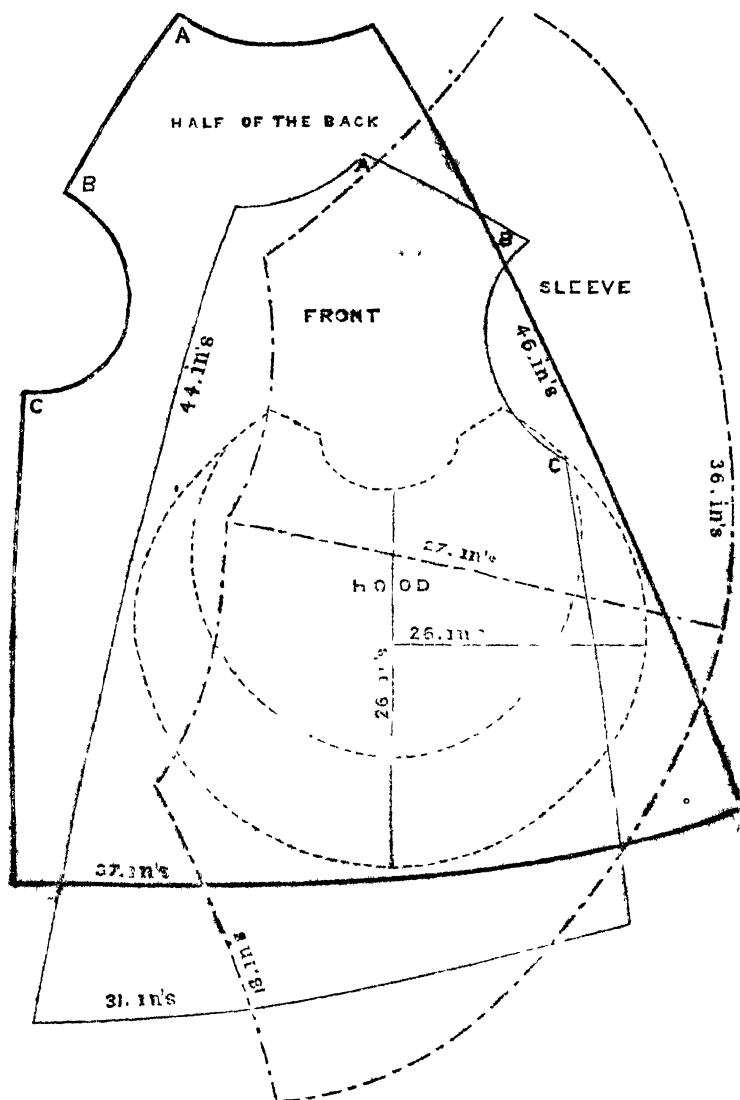 A
HALF OF THE BACK
A
B
B
SLEEVE
FRONT
44.in's
46.in's
C
C
36.in's
27.in's
HOOD
26.in's
26 in's
37.in's
18.in's
31.in's